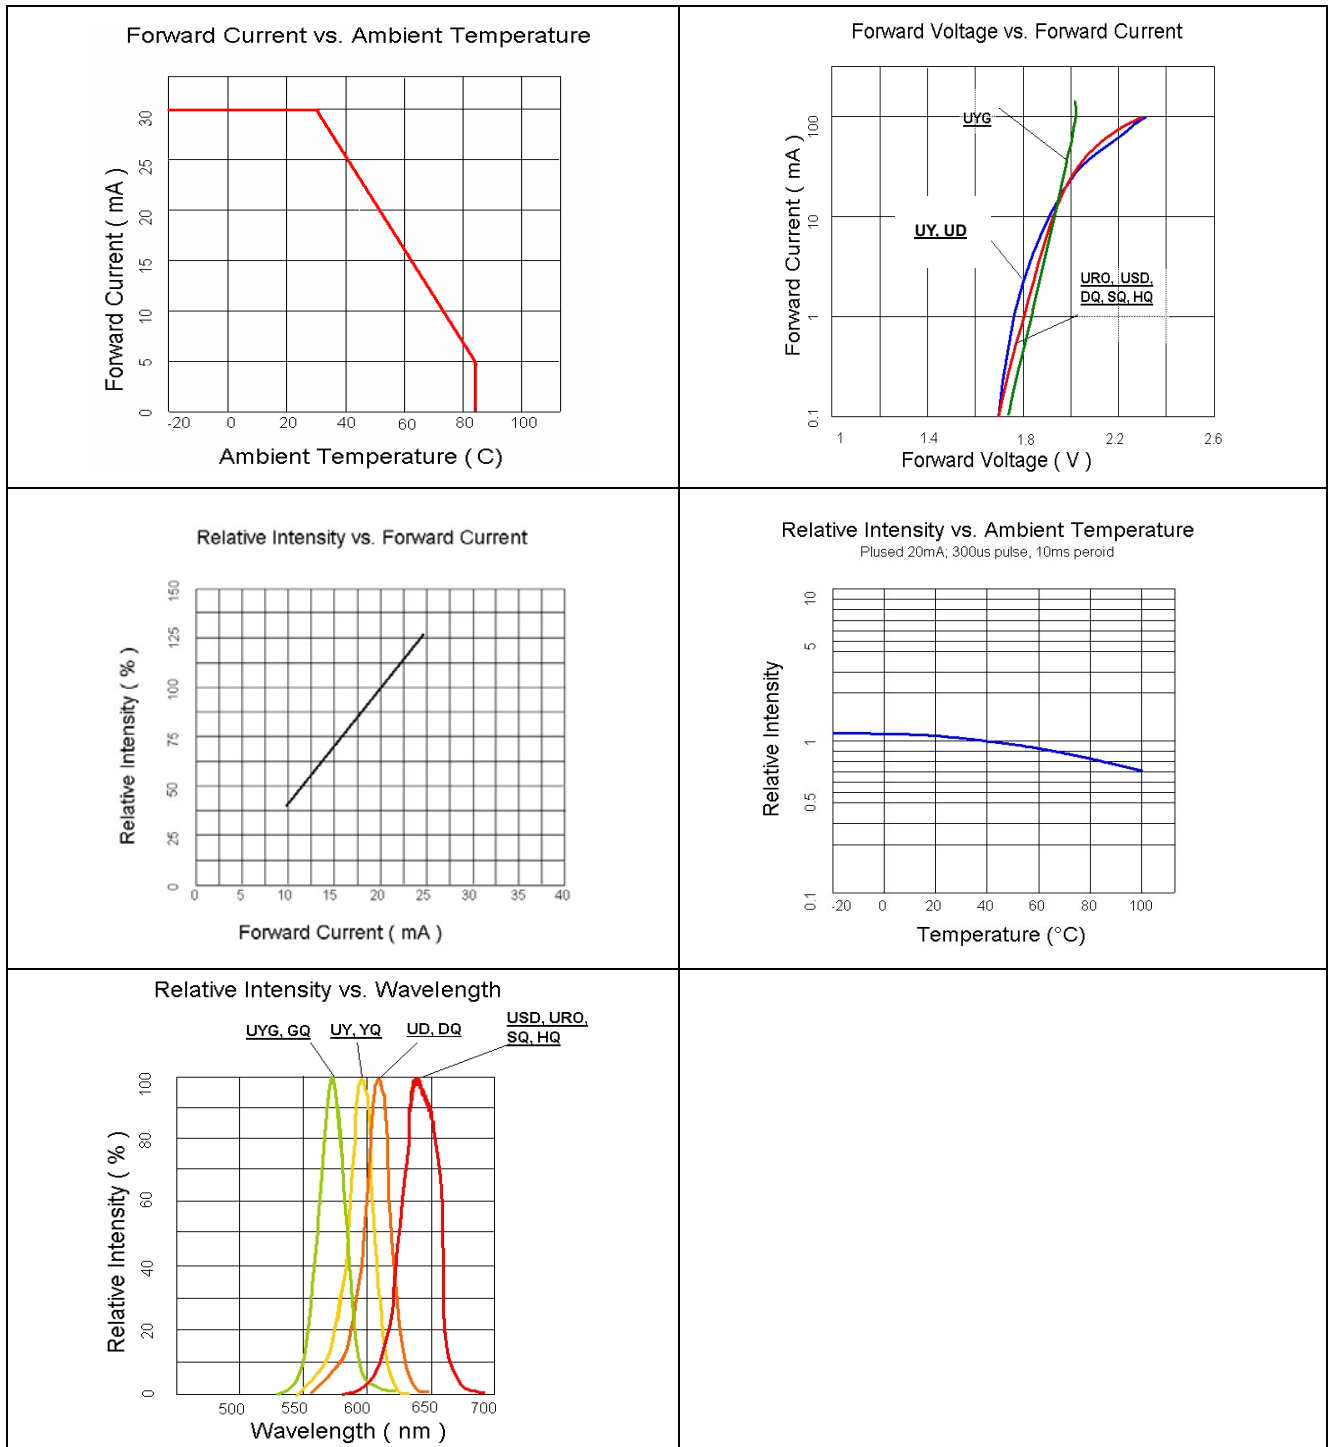 Forward Current vs. Ambient Temperature
Forward Current ( mA )
30
25
20
15
10
5
0
-20 0 20 40 60 80 100
Ambient Temperature ( C)
Forward Voltage vs. Forward Current
Forward Current ( mA )
100
10
1
0.1
UYG
UY, UD
URO, USD,
DQ, SQ, HQ
1 1.4 1.8 2.2 2.6
Forward Voltage ( V )
Relative Intensity vs. Forward Current
Relative Intensity ( % )
150
125
100
75
50
25
0
0 5 10 15 20 25 30 35 40
Forward Current ( mA )
Relative Intensity vs. Ambient Temperature
Plused 20mA; 300us pulse, 10ms peroid
Relative Intensity
10
5
1
0.5
0.1
-20 0 20 40 60 80 100
Temperature (°C)
Relative Intensity vs. Wavelength
UYG, GQ UY, YQ UD, DQ USD, URO,
SQ, HQ
Relative Intensity ( % )
100
80
60
40
20
0
500 550 600 650 700
Wavelength ( nm )